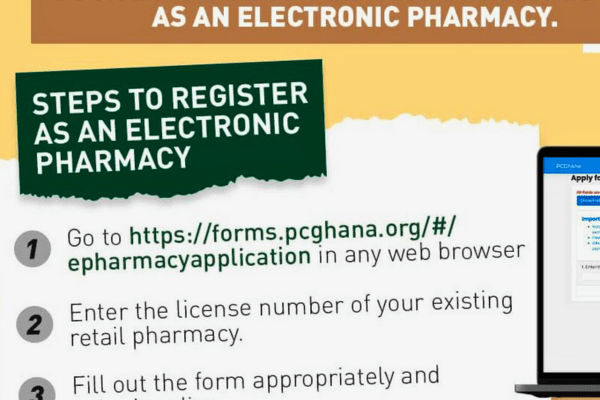 AS AN ELECTRONIC PHARMACY.
STEPS TO REGISTER
AS AN ELECTRONIC
PHARMACY
1 Go to https://forms.pcghana.org/#/
epharmacyapplication in any web browser
PCGhana
Apply fo
2 Enter the license number of your existing
retail pharmacy.
3 Fill out the form appropriately and